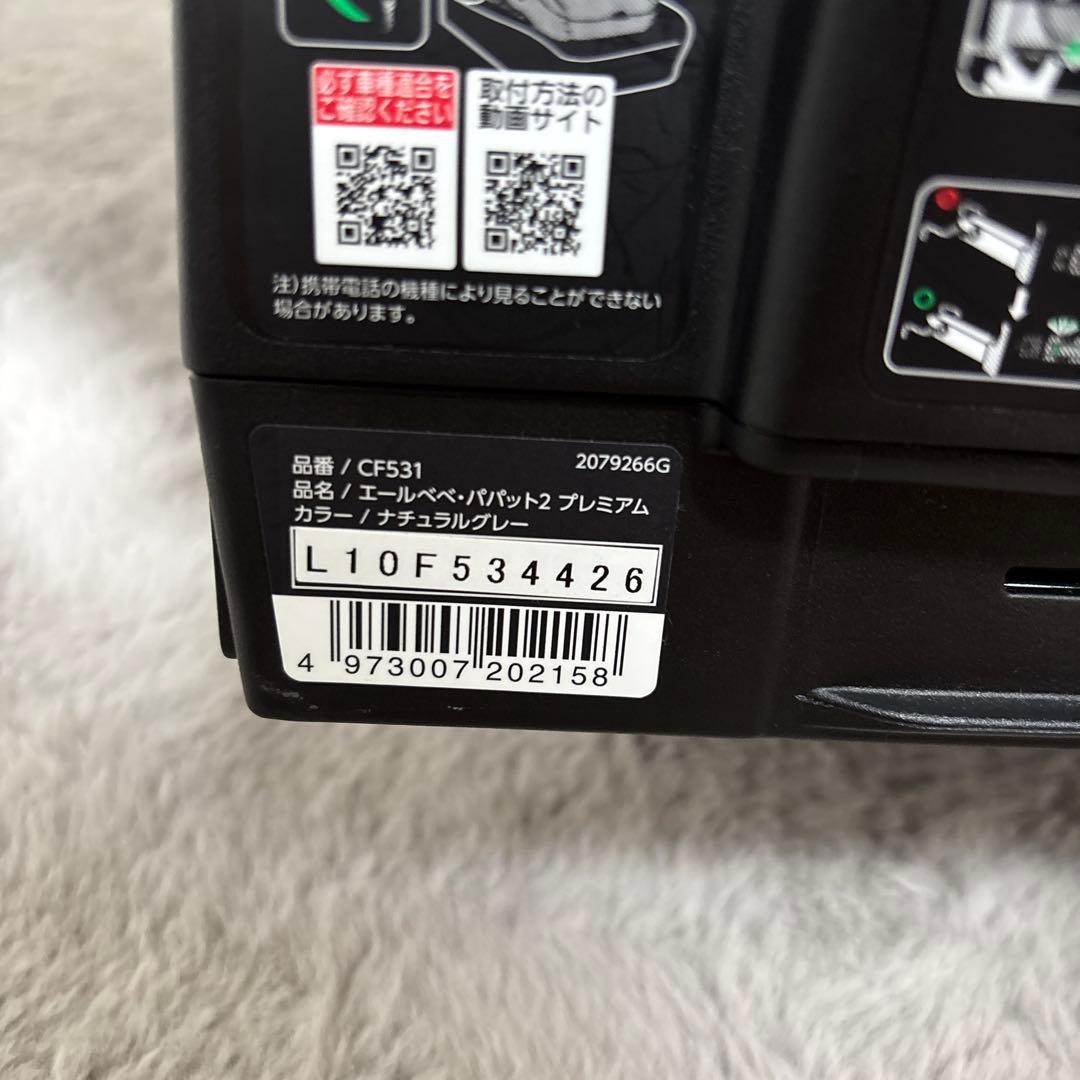 必ず車種適合を
ご確認ください
取付方法の
動画サイト
注）携帯電話の機種により見ることができない
場合があります。
品番 / CF531
2079266G
品名 / エールベベ・パパット2 プレミアム
カラー / ナチュラルグレー
L10F534426
4 973007 202158